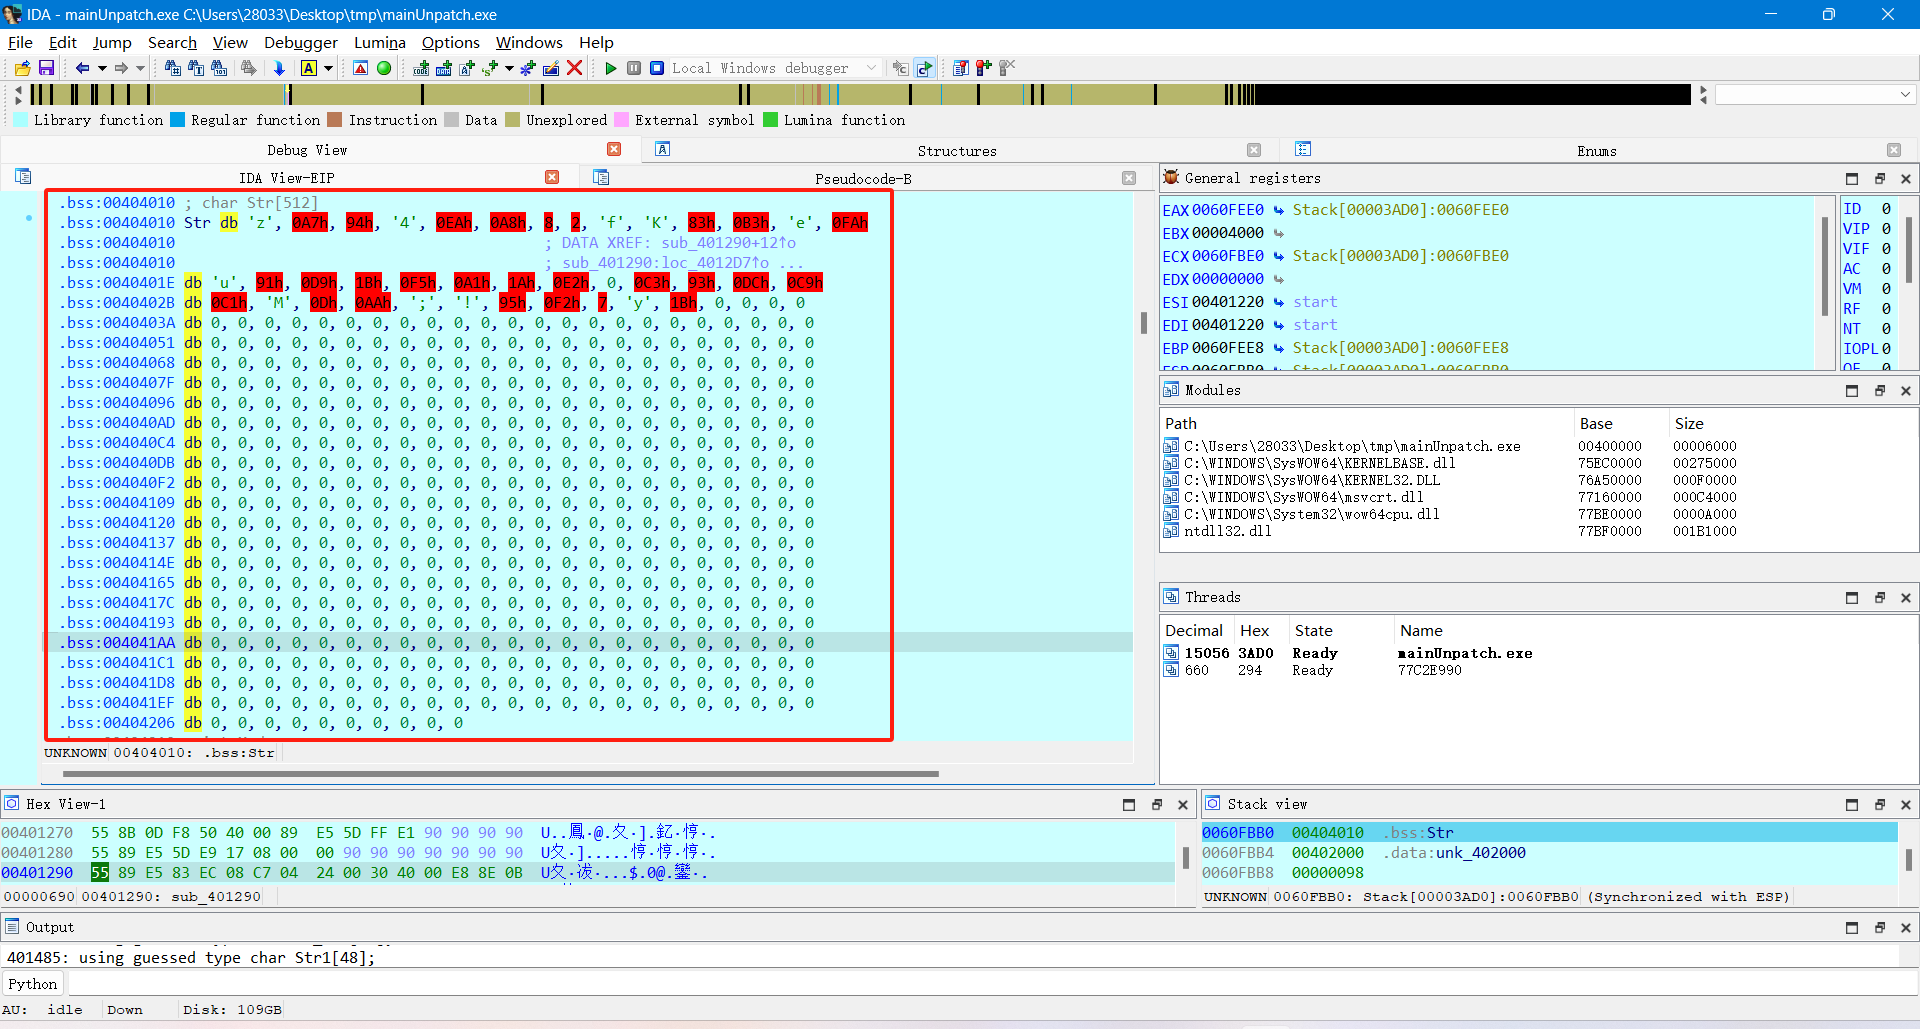 IDA - mainUnpatch.exe C:\Users\28033\Desktop\tmp\mainUnpatch.exe
File Edit Jump Search View Debugger Lumina Options Windows Help
Local Windows debugger
Library function Regular function Instruction Data Unexplored External symbol Lumina function
Debug View Structures Enums
IDA View-EIP Pseudocode-B
.bss:00404010 ; char Str[512]
.bss:00404010 Str db 'z', 0A7h, 94h, '4', 0EAh, 0A8h, 8, 2, 'f', 'K', 83h, 0B3h, 'e', 0FAh
.bss:00404010 ; DATA XREF: sub_401290+12↑o
.bss:00404010 ; sub_401290:loc_4012D7↑o ...
.bss:0040401E db 'u', 91h, 0D9h, 1Bh, 0F5h, 0A1h, 1Ah, 0E2h, 0, 0C3h, 93h, 0DCh, 0C9h
.bss:0040402B db 0C1h, 'M', 0Dh, 0AAh, ';', '!', 95h, 0F2h, 7, 'y', 1Bh, 0, 0, 0, 0
.bss:0040403A db 0, 0, 0, 0, 0, 0, 0, 0, 0, 0, 0, 0, 0, 0, 0, 0, 0, 0, 0, 0, 0, 0, 0
.bss:00404051 db 0, 0, 0, 0, 0, 0, 0, 0, 0, 0, 0, 0, 0, 0, 0, 0, 0, 0, 0, 0, 0, 0, 0
.bss:00404068 db 0, 0, 0, 0, 0, 0, 0, 0, 0, 0, 0, 0, 0, 0, 0, 0, 0, 0, 0, 0, 0, 0, 0
.bss:0040407F db 0, 0, 0, 0, 0, 0, 0, 0, 0, 0, 0, 0, 0, 0, 0, 0, 0, 0, 0, 0, 0, 0, 0
.bss:00404096 db 0, 0, 0, 0, 0, 0, 0, 0, 0, 0, 0, 0, 0, 0, 0, 0, 0, 0, 0, 0, 0, 0, 0
.bss:004040AD db 0, 0, 0, 0, 0, 0, 0, 0, 0, 0, 0, 0, 0, 0, 0, 0, 0, 0, 0, 0, 0, 0, 0
.bss:004040C4 db 0, 0, 0, 0, 0, 0, 0, 0, 0, 0, 0, 0, 0, 0, 0, 0, 0, 0, 0, 0, 0, 0, 0
.bss:004040DB db 0, 0, 0, 0, 0, 0, 0, 0, 0, 0, 0, 0, 0, 0, 0, 0, 0, 0, 0, 0, 0, 0, 0
.bss:004040F2 db 0, 0, 0, 0, 0, 0, 0, 0, 0, 0, 0, 0, 0, 0, 0, 0, 0, 0, 0, 0, 0, 0, 0
.bss:00404109 db 0, 0, 0, 0, 0, 0, 0, 0, 0, 0, 0, 0, 0, 0, 0, 0, 0, 0, 0, 0, 0, 0, 0
.bss:00404120 db 0, 0, 0, 0, 0, 0, 0, 0, 0, 0, 0, 0, 0, 0, 0, 0, 0, 0, 0, 0, 0, 0, 0
.bss:00404137 db 0, 0, 0, 0, 0, 0, 0, 0, 0, 0, 0, 0, 0, 0, 0, 0, 0, 0, 0, 0, 0, 0, 0
.bss:0040414E db 0, 0, 0, 0, 0, 0, 0, 0, 0, 0, 0, 0, 0, 0, 0, 0, 0, 0, 0, 0, 0, 0, 0
.bss:00404165 db 0, 0, 0, 0, 0, 0, 0, 0, 0, 0, 0, 0, 0, 0, 0, 0, 0, 0, 0, 0, 0, 0, 0
.bss:0040417C db 0, 0, 0, 0, 0, 0, 0, 0, 0, 0, 0, 0, 0, 0, 0, 0, 0, 0, 0, 0, 0, 0, 0
.bss:00404193 db 0, 0, 0, 0, 0, 0, 0, 0, 0, 0, 0, 0, 0, 0, 0, 0, 0, 0, 0, 0, 0, 0, 0
.bss:004041AA db 0, 0, 0, 0, 0, 0, 0, 0, 0, 0, 0, 0, 0, 0, 0, 0, 0, 0, 0, 0, 0, 0, 0
.bss:004041C1 db 0, 0, 0, 0, 0, 0, 0, 0, 0, 0, 0, 0, 0, 0, 0, 0, 0, 0, 0, 0, 0, 0, 0
.bss:004041D8 db 0, 0, 0, 0, 0, 0, 0, 0, 0, 0, 0, 0, 0, 0, 0, 0, 0, 0, 0, 0, 0, 0, 0
.bss:004041EF db 0, 0, 0, 0, 0, 0, 0, 0, 0, 0, 0, 0, 0, 0, 0, 0, 0, 0, 0, 0, 0, 0, 0
.bss:00404206 db 0, 0, 0, 0, 0, 0, 0, 0, 0, 0
UNKNOWN 00404010: .bss:Str
General registers
EAX 0060FEE0 Stack[00003AD0]:0060FEE0
EBX 00004000
ECX 0060FBE0 Stack[00003AD0]:0060FBE0
EDX 00000000
ESI 00401220 start
EDI 00401220 start
EBP 0060FEE8 Stack[00003AD0]:0060FEE8
ESP 0060FBB0 Stack[00003AD0]:0060FBB0
ID 0
VIP 0
VIF 0
AC 0
VM 0
RF 0
NT 0
IOPL 0
OF 0
Modules
Path Base Size
C:\Users\28033\Desktop\tmp\mainUnpatch.exe 00400000 00006000
C:\WINDOWS\SysWOW64\KERNELBASE.dll 75EC0000 00275000
C:\WINDOWS\SysWOW64\KERNEL32.DLL 76A50000 000F0000
C:\WINDOWS\SysWOW64\msvcrt.dll 77160000 000C4000
C:\WINDOWS\System32\wow64cpu.dll 77BE0000 0000A000
ntdll32.dll 77BF0000 001B1000
Threads
Decimal Hex State Name
15056 3AD0 Ready mainUnpatch.exe
660 294 Ready 77C2E990
Hex View-1
00401270 55 8B 0D F8 50 40 00 89 E5 5D FF E1 90 90 90 90
00401280 55 89 E5 5D E9 17 08 00 00 90 90 90 90 90 90 90
00401290 55 89 E5 83 EC 08 C7 04 24 00 30 40 00 E8 8E 0B
00000690 00401290: sub_401290
Stack view
0060FBB0 00404010 .bss:Str
0060FBB4 00402000 .data:unk_402000
0060FBB8 00000098
UNKNOWN 0060FBB0: Stack[00003AD0]:0060FBB0 (Synchronized with ESP)
Output
401485: using guessed type char Str1[48];
Python
AU: idle Down Disk: 109GB